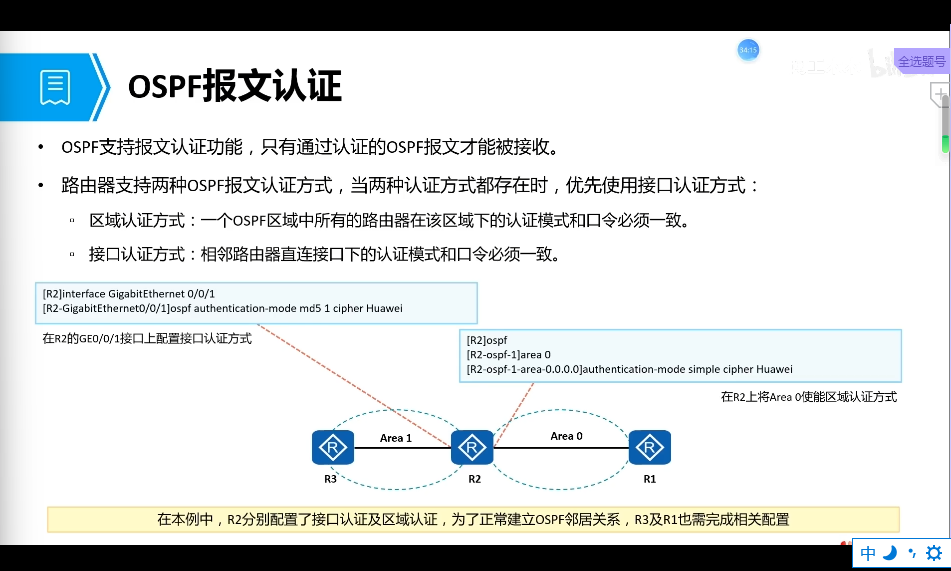 34:15
全选题号
OSPF报文认证
• OSPF支持报文认证功能，只有通过认证的OSPF报文才能被接收。
• 路由器支持两种OSPF报文认证方式，当两种认证方式都存在时，优先使用接口认证方式：
▫ 区域认证方式：一个OSPF区域中所有的路由器在该区域下的认证模式和口令必须一致。
▫ 接口认证方式：相邻路由器直连接口下的认证模式和口令必须一致。
[R2]interface GigabitEthernet 0/0/1
[R2-GigabitEthernet0/0/1]ospf authentication-mode md5 1 cipher Huawei
在R2的GE0/0/1接口上配置接口认证方式
[R2]ospf
[R2-ospf-1]area 0
[R2-ospf-1-area-0.0.0.0]authentication-mode simple cipher Huawei
在R2上将Area 0使能区域认证方式
Area 1
Area 0
R
R
R
R3
R2
R1
在本例中，R2分别配置了接口认证及区域认证，为了正常建立OSPF邻居关系，R3及R1也需完成相关配置
中